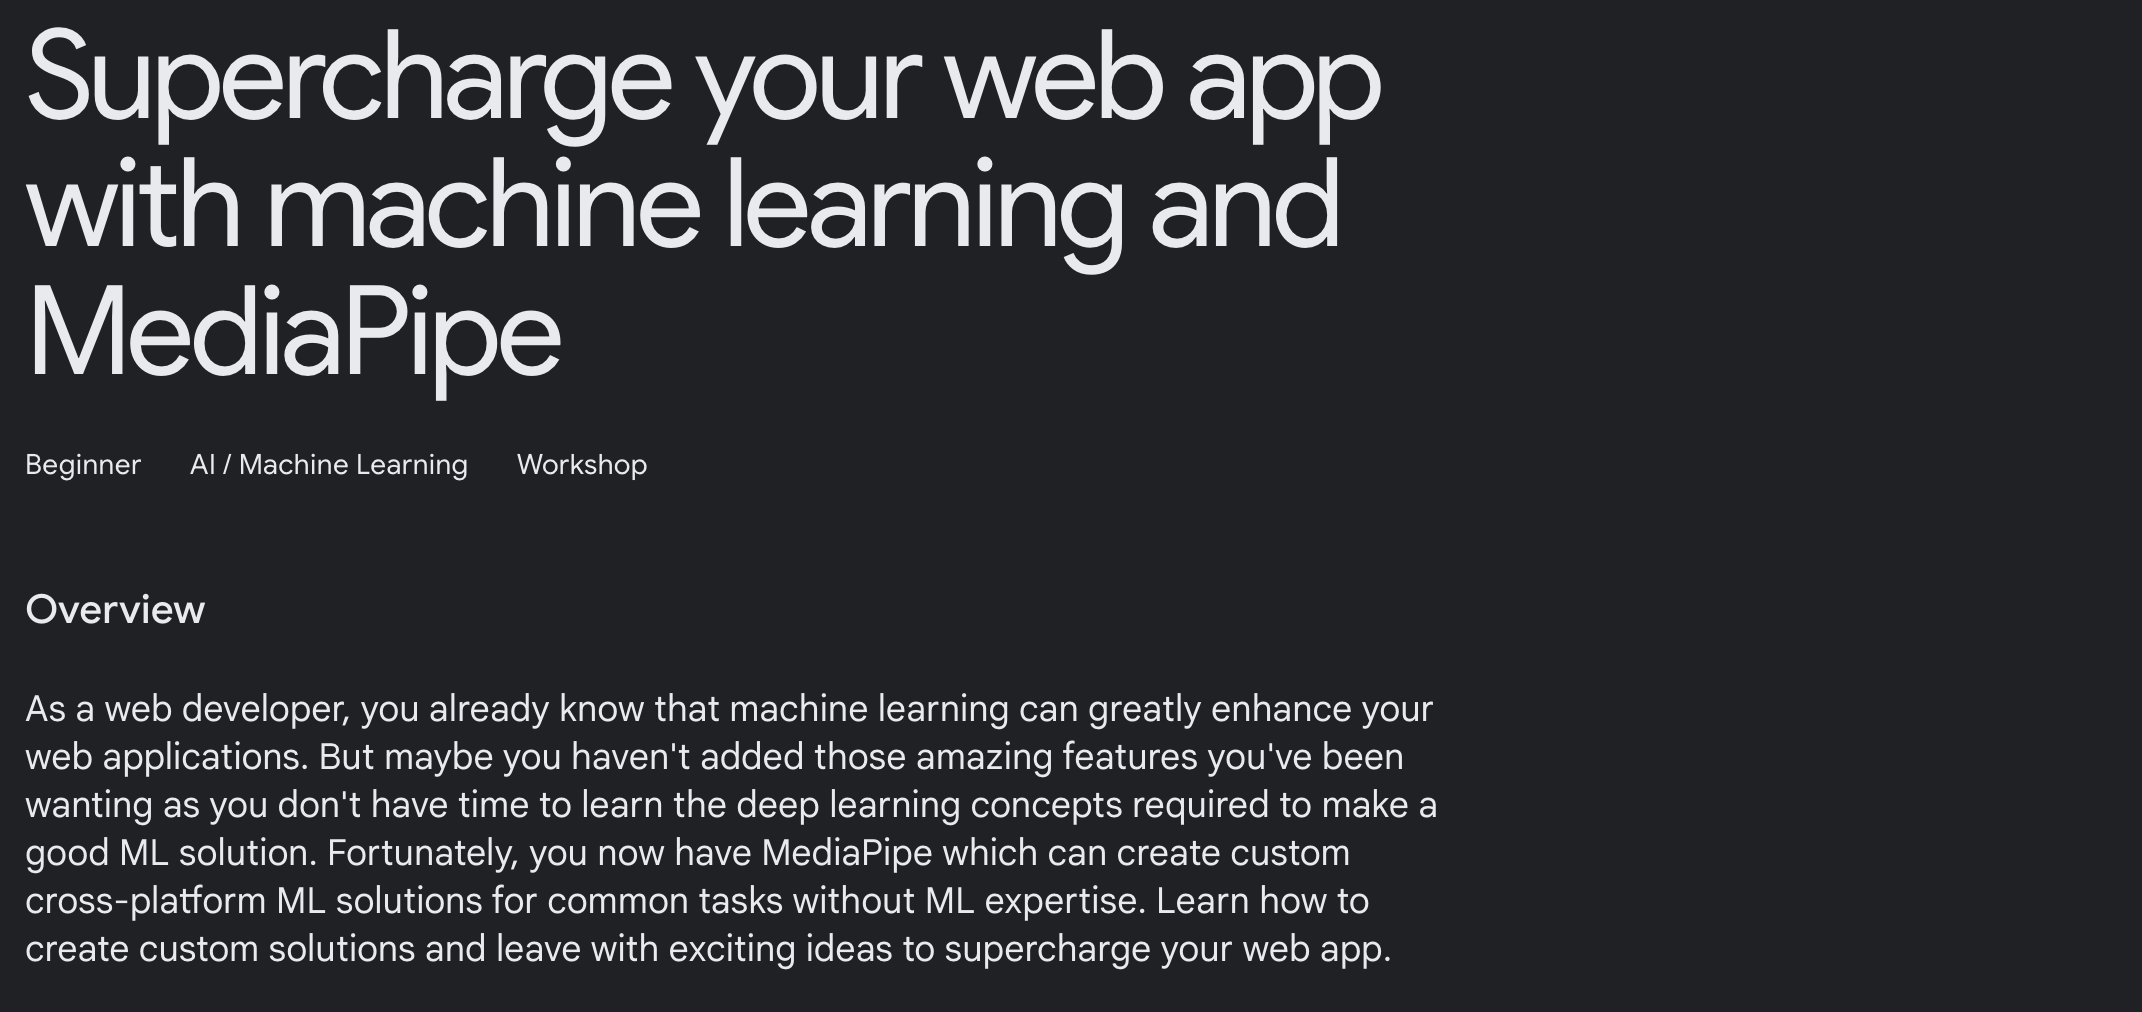 Supercharge your web app
with machine learning and
MediaPipe
Beginner AI / Machine Learning Workshop
Overview
As a web developer, you already know that machine learning can greatly enhance your
web applications. But maybe you haven't added those amazing features you've been
wanting as you don't have time to learn the deep learning concepts required to make a
good ML solution. Fortunately, you now have MediaPipe which can create custom
cross-platform ML solutions for common tasks without ML expertise. Learn how to
create custom solutions and leave with exciting ideas to supercharge your web app.